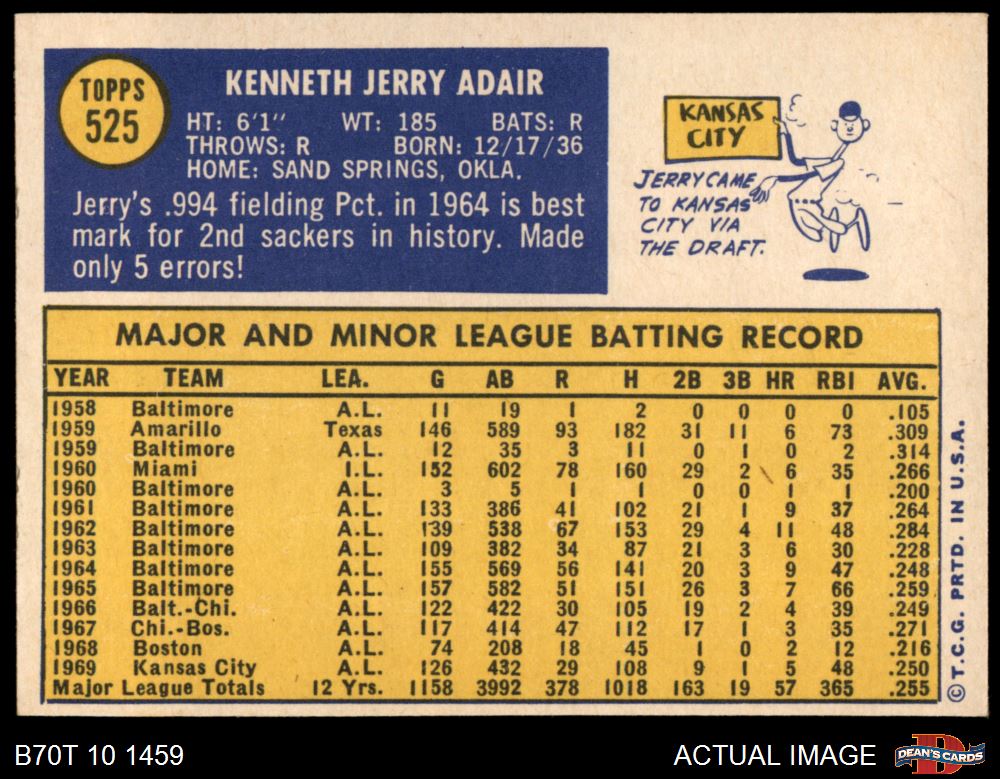 TOPPS
525
KENNETH JERRY ADAIR
HT: 6'1" WT: 185 BATS: R
THROWS: R BORN: 12/17/36
HOME: SAND SPRINGS, OKLA.
Jerry's .994 fielding Pct. in 1964 is best
mark for 2nd sackers in history. Made
only 5 errors!
KANSAS
CITY
JERRY CAME
TO KANSAS
CITY VIA
THE DRAFT.
MAJOR AND MINOR LEAGUE BATTING RECORD
YEAR TEAM LEA. G AB R H 2B 3B HR RBI AVG.
1958 Baltimore A.L. 11 19 1 2 0 0 0 0 .105
1959 Amarillo Texas 146 589 93 182 31 11 6 73 .309
1959 Baltimore A.L. 12 35 3 11 0 1 0 2 .314
1960 Miami I.L. 152 602 78 160 29 2 6 35 .266
1960 Baltimore A.L. 3 5 1 1 0 0 1 1 .200
1961 Baltimore A.L. 133 386 41 102 21 1 9 37 .264
1962 Baltimore A.L. 139 538 67 153 29 4 11 48 .284
1963 Baltimore A.L. 109 382 34 87 21 3 6 30 .228
1964 Baltimore A.L. 155 569 56 141 20 3 9 47 .248
1965 Baltimore A.L. 157 582 51 151 26 3 7 66 .259
1966 Balt.-Chi. A.L. 122 422 30 105 19 2 4 39 .249
1967 Chi.-Bos. A.L. 117 414 47 112 17 1 3 35 .271
1968 Boston A.L. 74 208 18 45 1 0 2 12 .216
1969 Kansas City A.L. 126 432 29 108 9 1 5 48 .250
Major League Totals 12 Yrs. 1158 3992 378 1018 163 19 57 365 .255
© T.C.G. PRTD. IN U.S.A.
B70T 10 1459
ACTUAL IMAGE
DEAN'S CARDS